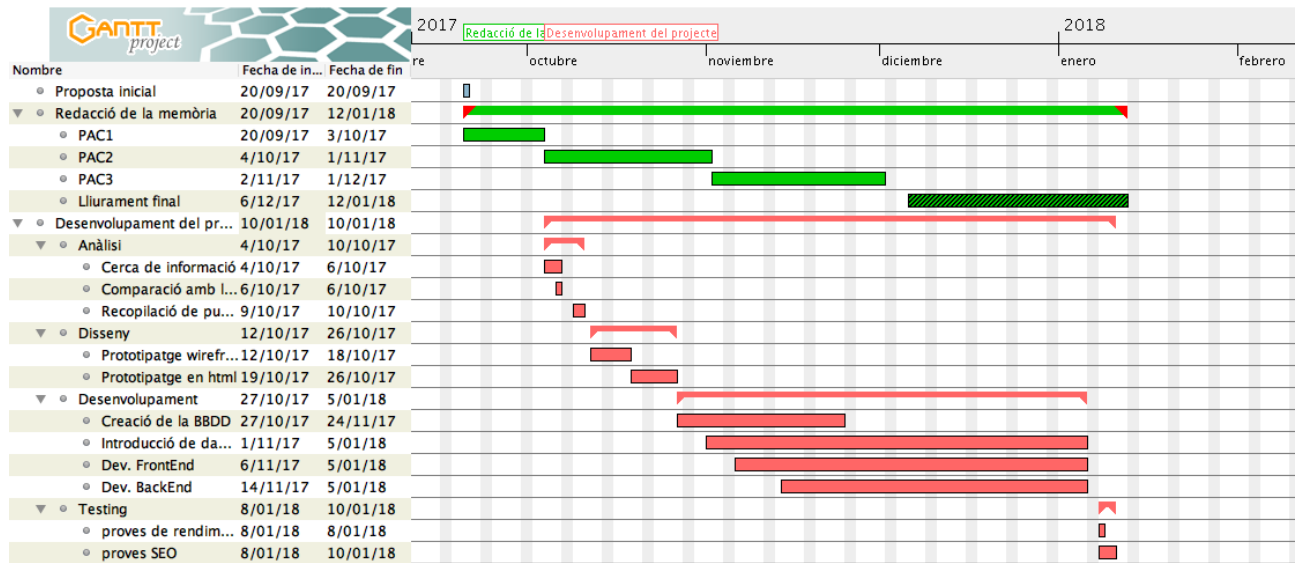 GANTT
project
2017
2018
Redacció de la
Desenvolupament del projecte
re octubre noviembre diciembre enero febrero
Nombre Fecha de in... Fecha de fin
Proposta inicial 20/09/17 20/09/17
Redacció de la memòria 20/09/17 12/01/18
PAC1 20/09/17 3/10/17
PAC2 4/10/17 1/11/17
PAC3 2/11/17 1/12/17
Lliurament final 6/12/17 12/01/18
Desenvolupament del pr... 10/01/18 10/01/18
Anàlisi 4/10/17 10/10/17
Cerca de informació 4/10/17 6/10/17
Comparació amb l... 6/10/17 6/10/17
Recopilació de pu... 9/10/17 10/10/17
Disseny 12/10/17 26/10/17
Prototipatge wirefr... 12/10/17 18/10/17
Prototipatge en html 19/10/17 26/10/17
Desenvolupament 27/10/17 5/01/18
Creació de la BBDD 27/10/17 24/11/17
Introducció de da... 1/11/17 5/01/18
Dev. FrontEnd 6/11/17 5/01/18
Dev. BackEnd 14/11/17 5/01/18
Testing 8/01/18 10/01/18
proves de rendim... 8/01/18 8/01/18
proves SEO 8/01/18 10/01/18